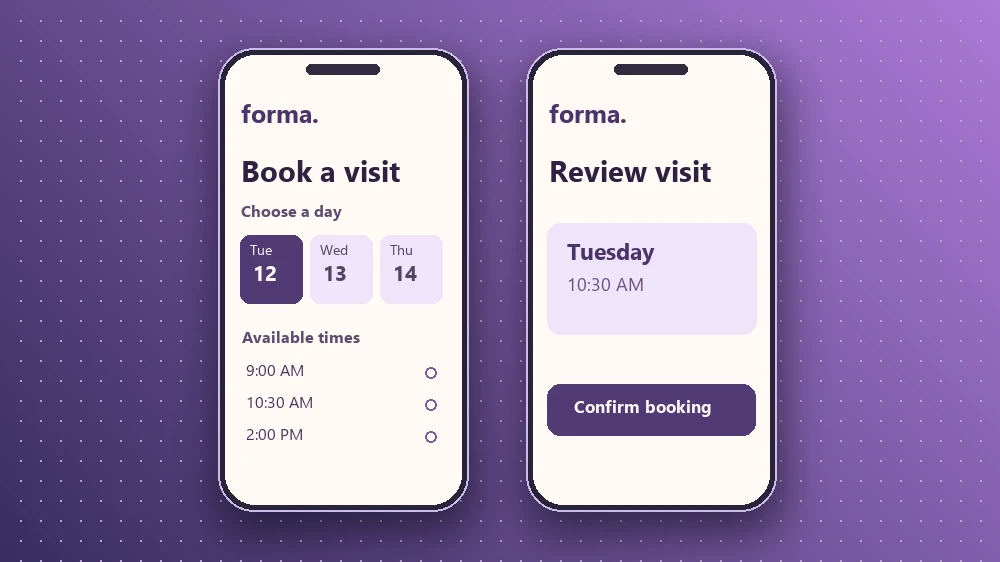 forma.
Book a visit
Choose a day
Tue Wed Thu
12 13 14
Available times
9:00 AM
10:30 AM
2:00 PM
forma.
Review visit
Tuesday
10:30 AM
Confirm booking